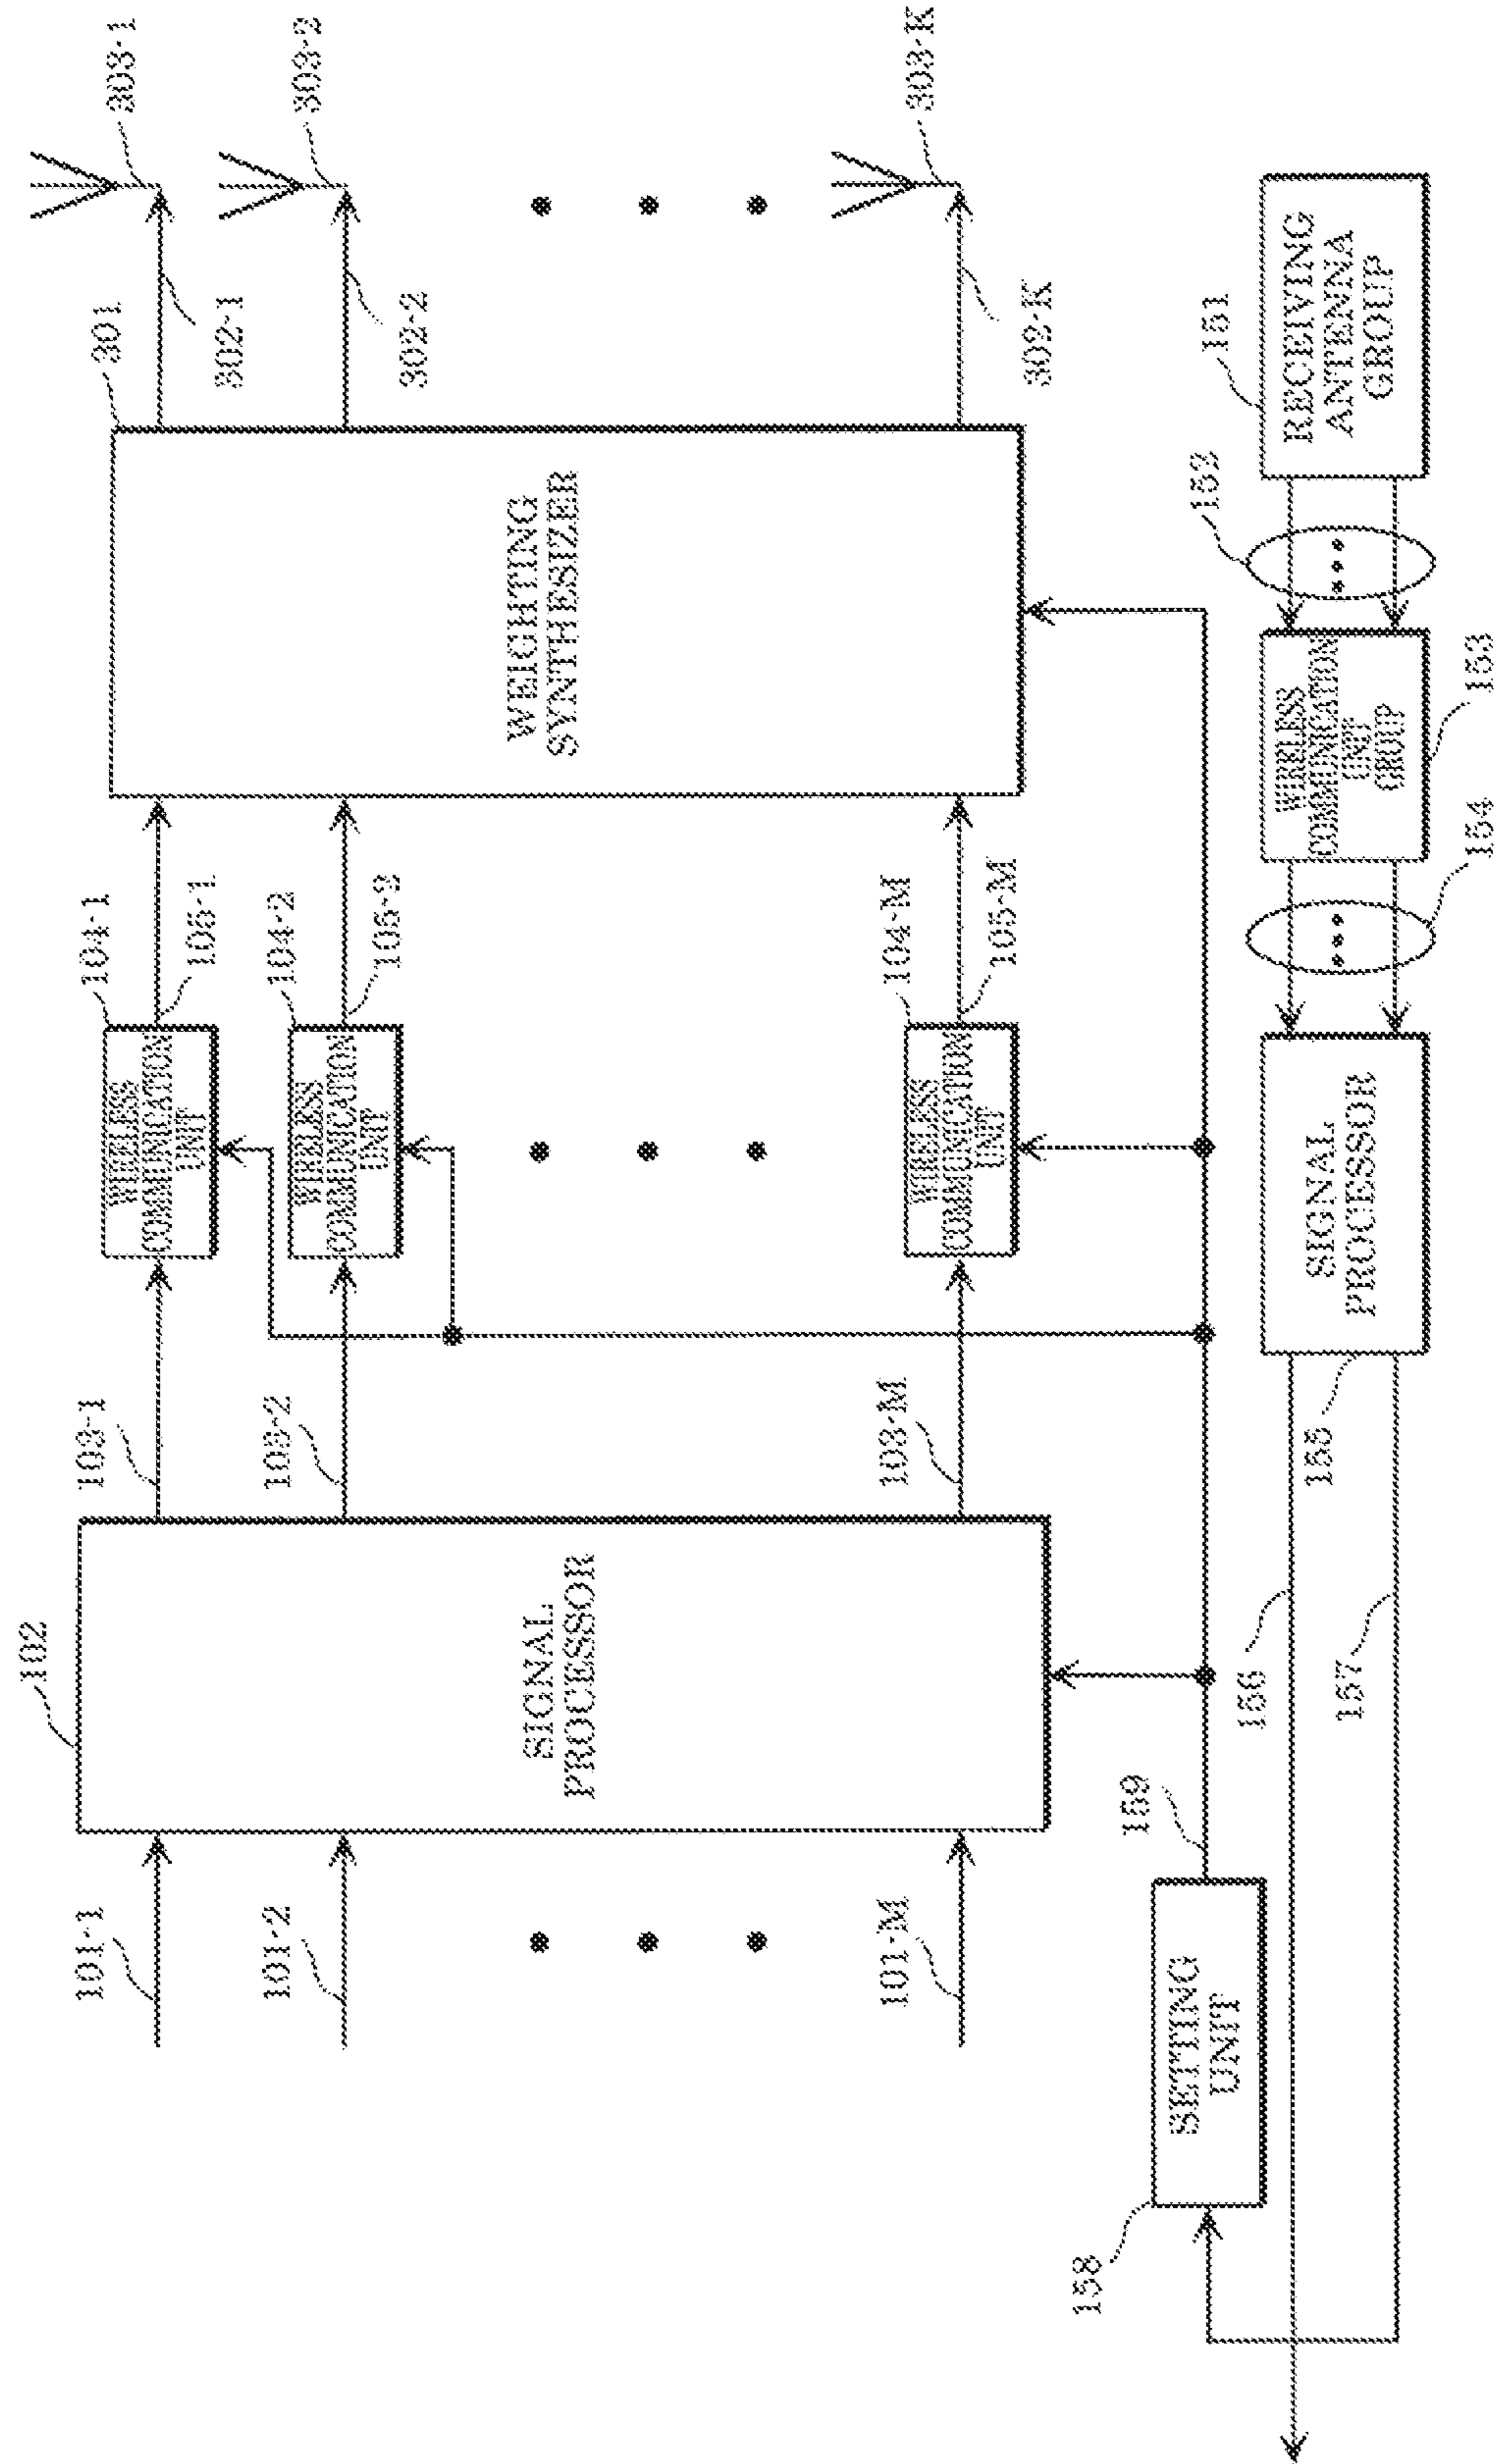 101-1
101-2
101-M
102
SIGNAL
PROCESSOR
103-1
103-2
103-M
104-1
WIRELESS
COMMUNICATION
UNIT
105-1
104-2
WIRELESS
COMMUNICATION
UNIT
105-2
104-M
WIRELESS
COMMUNICATION
UNIT
105-M
301
WEIGHTING
SYNTHESIZER
302-1
302-2
302-K
303-1
303-2
303-K
158
SETTING
UNIT
159
156
157
155
SIGNAL
PROCESSOR
154
WIRELESS
COMMUNICATION
UNIT
GROUP
153
152
151
RECEIVING
ANTENNA
GROUP